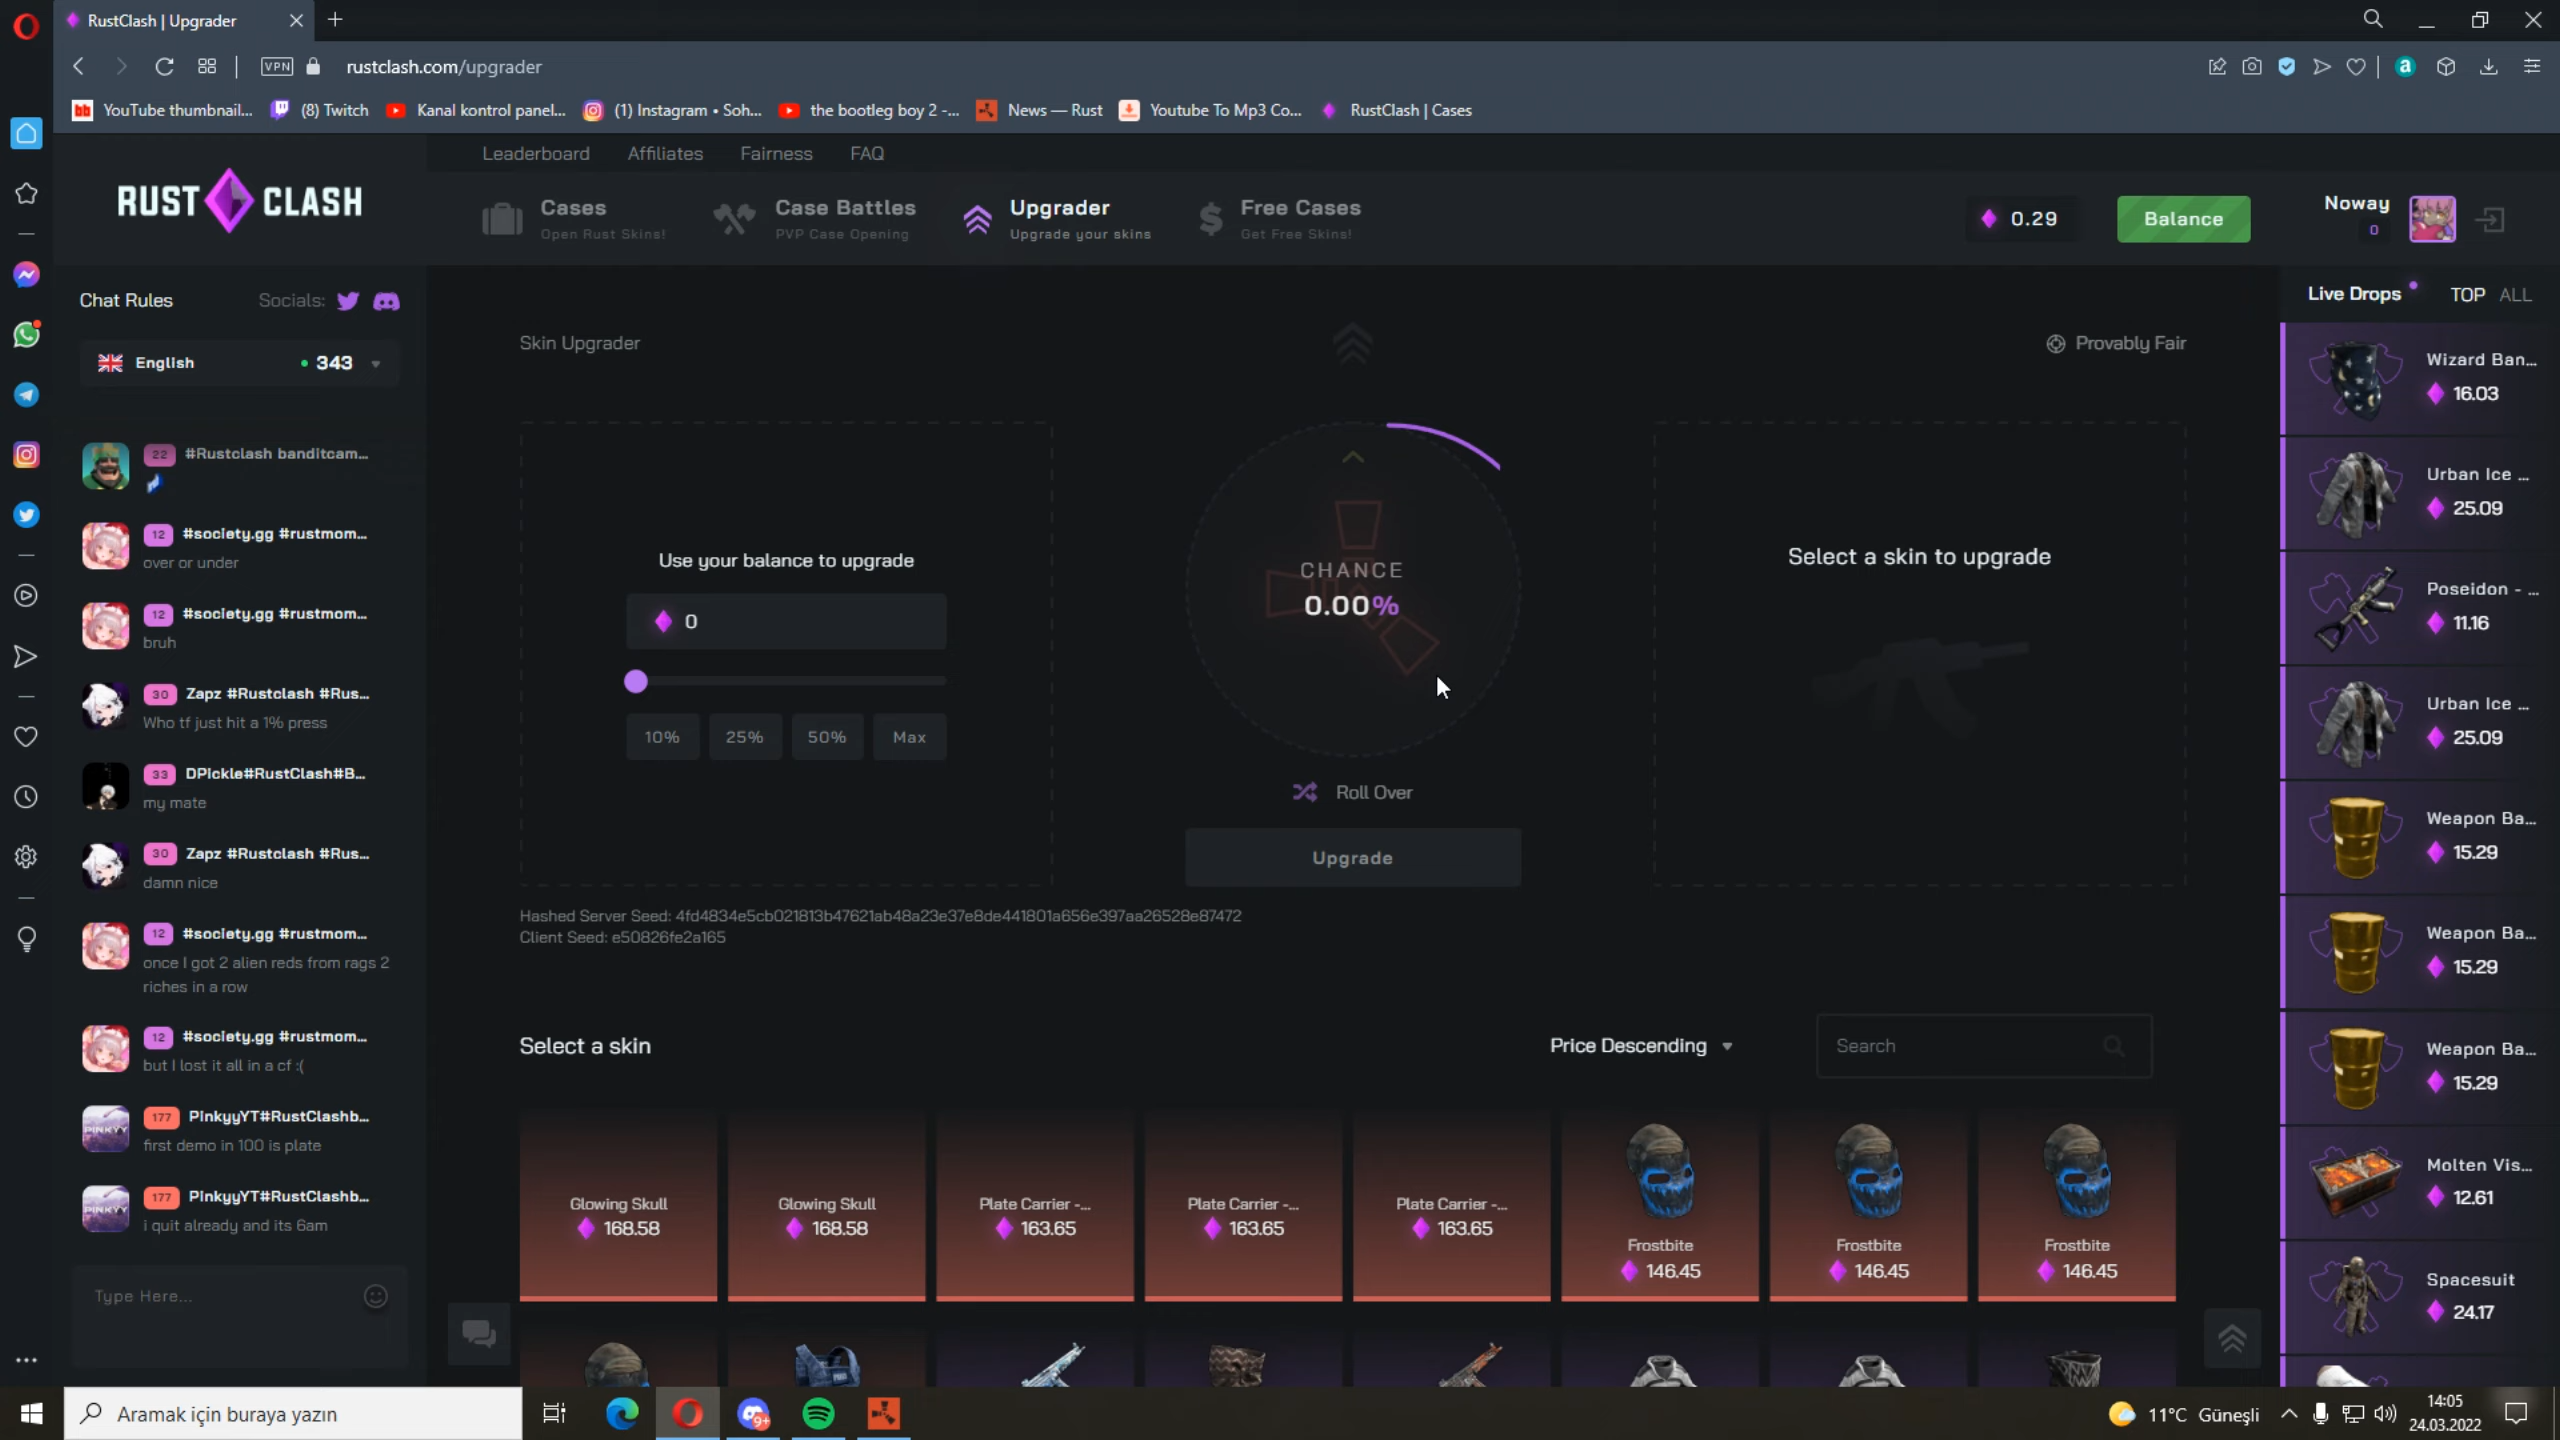 RustClash | Upgrader
VPN
rustclash.com/upgrader
YouTube thumbnail...
(8) Twitch
Kanal kontrol panel...
(1) Instagram • Soh...
the bootleg boy 2 -...
News — Rust
Youtube To Mp3 Co...
RustClash | Cases
Leaderboard
Affiliates
Fairness
FAQ
RUST CLASH
Cases
Open Rust Skins!
Case Battles
PVP Case Opening
Upgrader
Upgrade your skins
Free Cases
Get Free Skins!
0.29
Balance
Noway
0
Chat Rules
Socials:
English
343
22 #Rustclash banditcam...
12 #society.gg #rustmom...
over or under
12 #society.gg #rustmom...
bruh
30 Zapz #Rustclash #Rus...
Who tf just hit a 1% press
33 DPickle#RustClash#B...
my mate
30 Zapz #Rustclash #Rus...
damn nice
12 #society.gg #rustmom...
once I got 2 alien reds from rags 2
riches in a row
12 #society.gg #rustmom...
but I lost it all in a cf :(
177 PinkyyYT#RustClashb...
first demo in 100 is plate
177 PinkyyYT#RustClashb...
i quit already and its 6am
PINKYY
PINKYY
Type Here...
Skin Upgrader
Provably Fair
Use your balance to upgrade
0
10%
25%
50%
Max
CHANCE
0.00%
Roll Over
Upgrade
Select a skin to upgrade
Hashed Server Seed: 4fd4834e5cb021813b47621ab48a23e37e8de441801a656e397aa26528e87472
Client Seed: e50826fe2a165
Select a skin
Price Descending
Search
Glowing Skull
168.58
Glowing Skull
168.58
Plate Carrier -...
163.65
Plate Carrier -...
163.65
Plate Carrier -...
163.65
Frostbite
146.45
Frostbite
146.45
Frostbite
146.45
Live Drops
TOP
ALL
Wizard Ban...
16.03
Urban Ice ...
25.09
Poseidon - ...
11.16
Urban Ice ...
25.09
Weapon Ba...
15.29
Weapon Ba...
15.29
Weapon Ba...
15.29
Molten Vis...
12.61
Spacesuit
24.17
Aramak için buraya yazın
9+
11°C Güneşli
14:05
24.03.2022